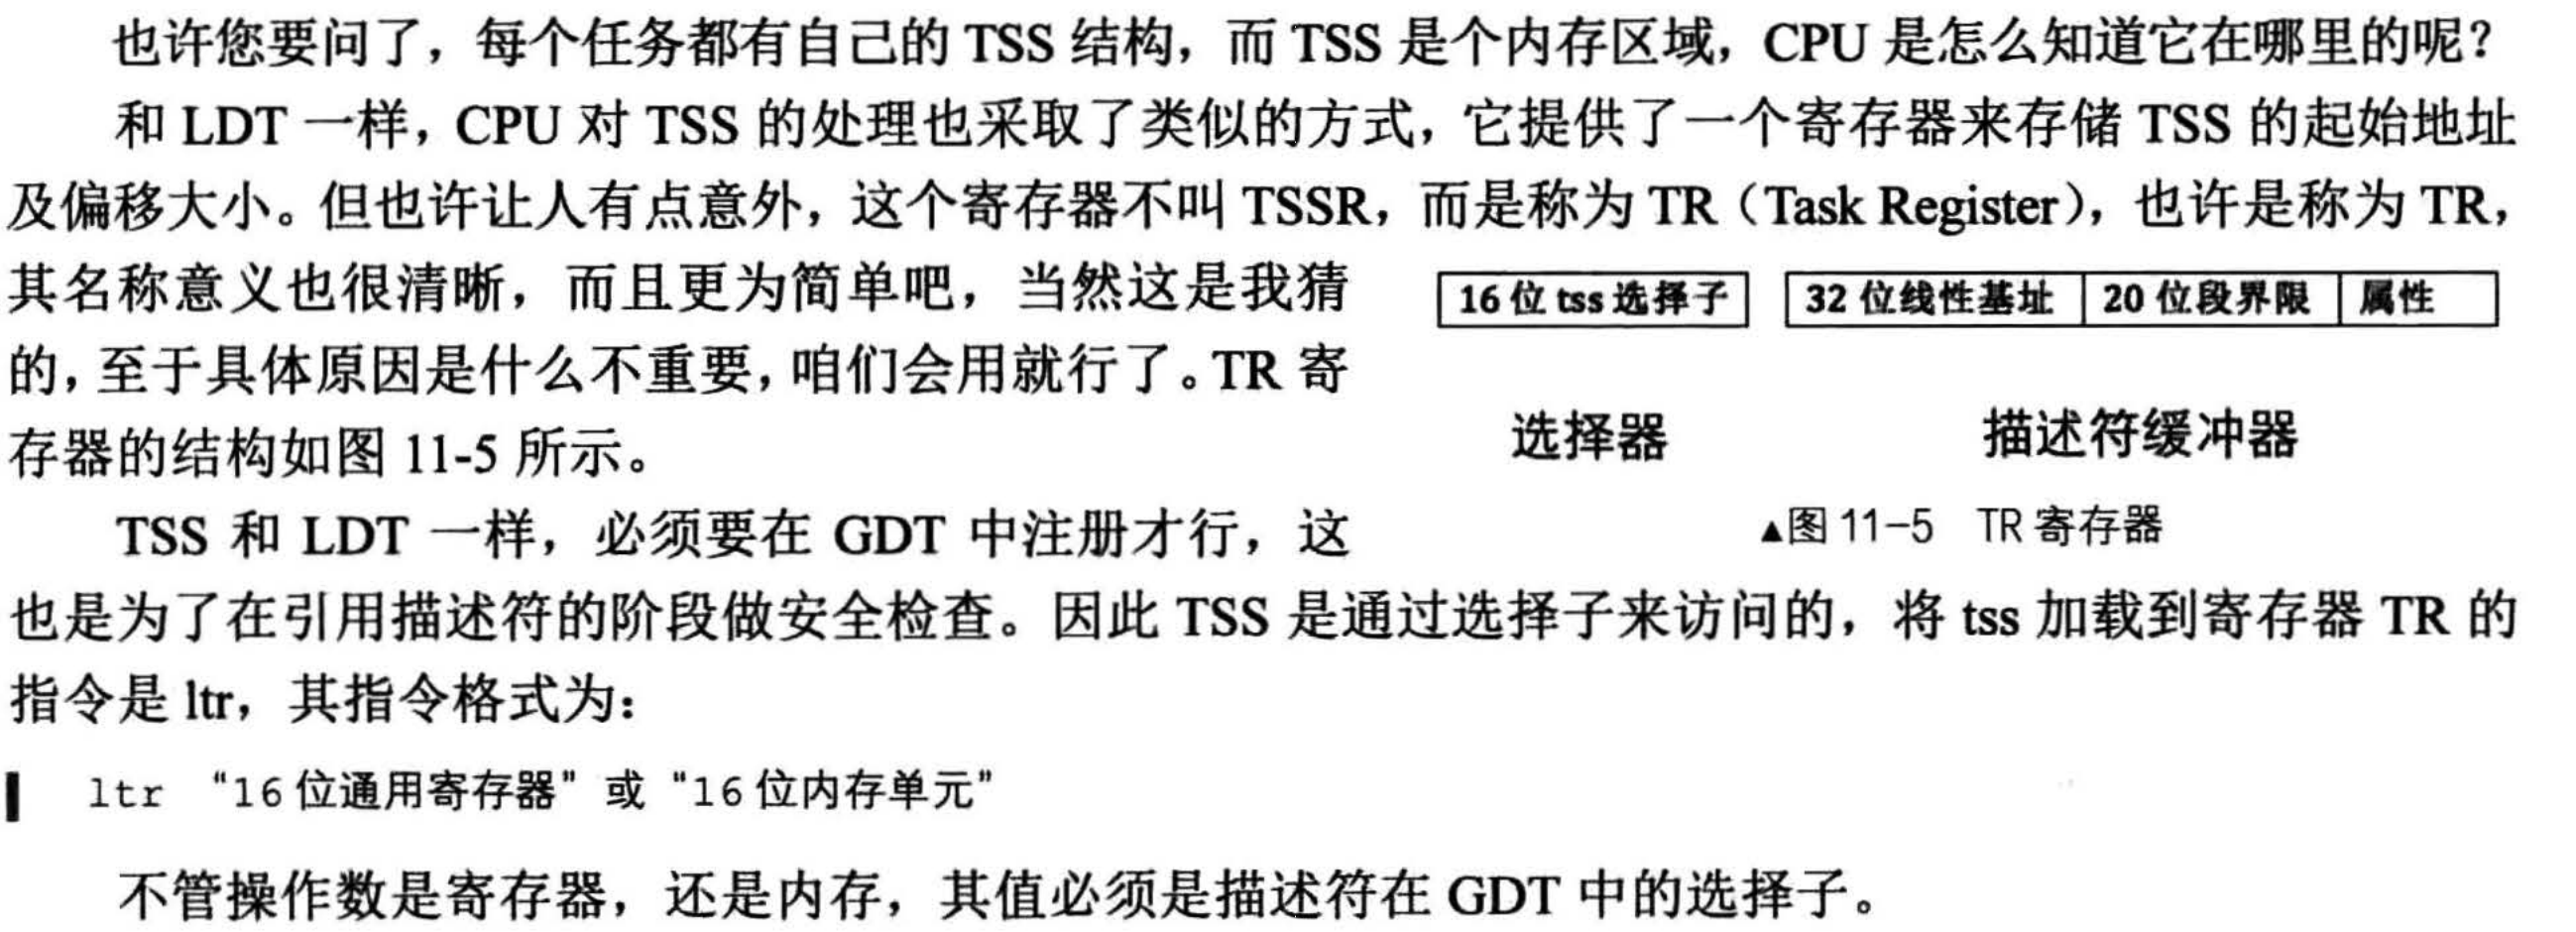 也许您要问了，每个任务都有自己的 TSS 结构，而 TSS 是个内存区域，CPU 是怎么知道它在哪里的呢？
和 LDT 一样，CPU 对 TSS 的处理也采取了类似的方式，它提供了一个寄存器来存储 TSS 的起始地址
及偏移大小。但也许让人有点意外，这个寄存器不叫 TSSR，而是称为 TR（Task Register），也许是称为 TR，
其名称意义也很清晰，而且更为简单吧，当然这是我猜
的，至于具体原因是什么不重要，咱们会用就行了。TR 寄
存器的结构如图 11-5 所示。
16 位 tss 选择子 32 位线性基址 20 位段界限 属性
选择器 描述符缓冲器
▲图 11-5 TR 寄存器
TSS 和 LDT 一样，必须要在 GDT 中注册才行，这
也是为了在引用描述符的阶段做安全检查。因此 TSS 是通过选择子来访问的，将 tss 加载到寄存器 TR 的
指令是 ltr，其指令格式为：
ltr “16 位通用寄存器” 或 “16 位内存单元”
不管操作数是寄存器，还是内存，其值必须是描述符在 GDT 中的选择子。